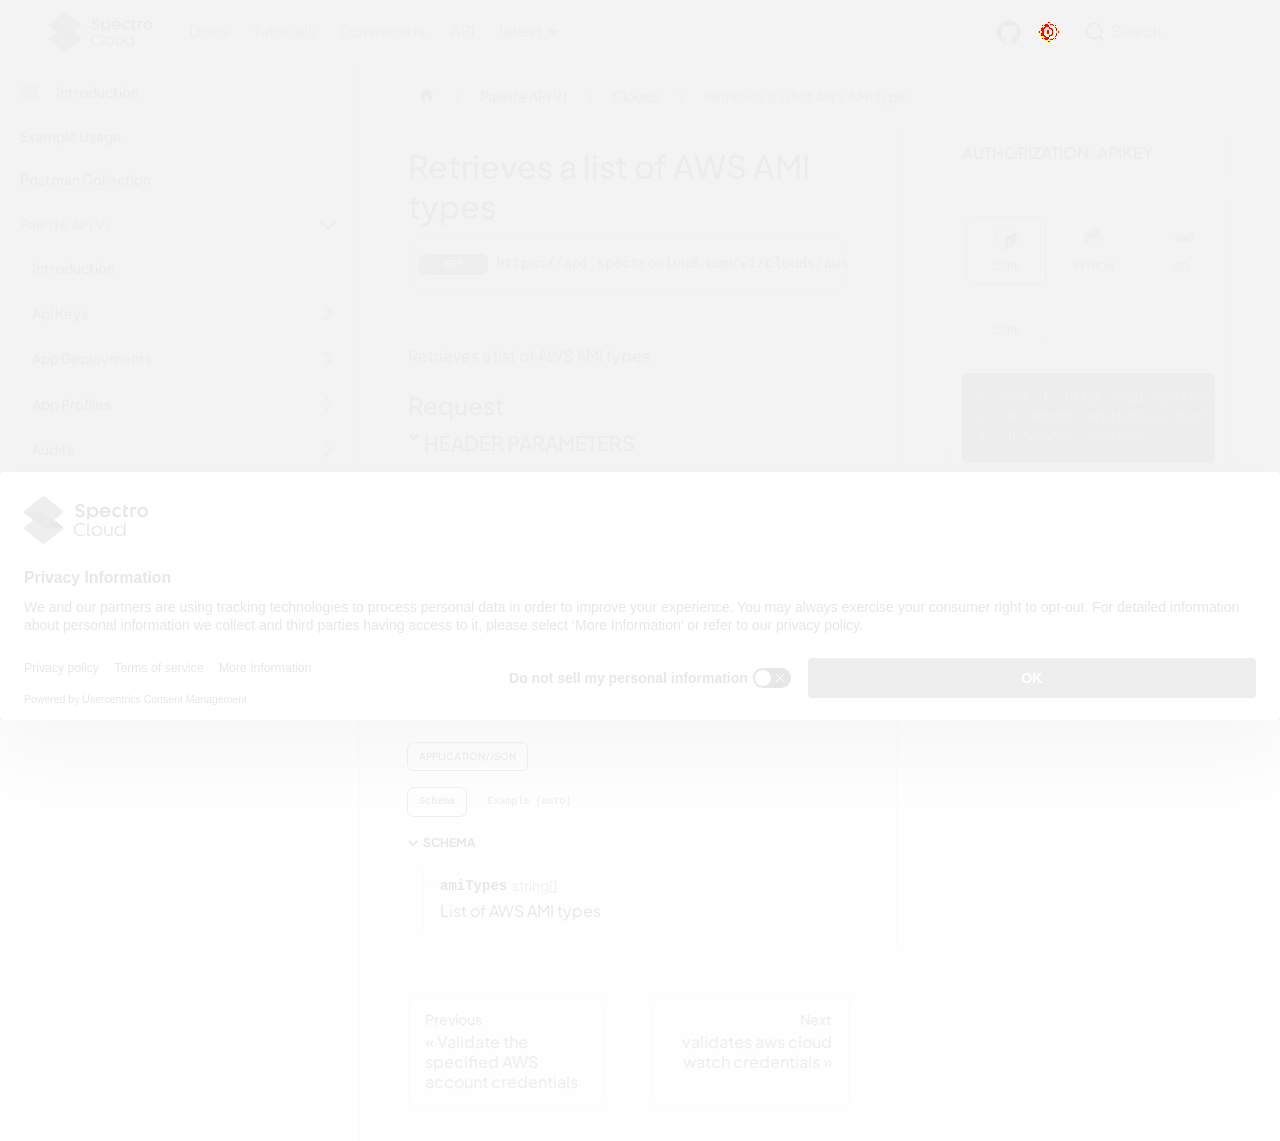 Spectro Cloud
Docs Tutorials Downloads API latest
Search
Introduction
Example Usage
Postman Collection
Palette API V1
Introduction
Api Keys
App Deployments
App Profiles
Audits
Palette API V1
Clouds
Retrieves a list of AWS AMI types
Retrieves a list of AWS AMI
types
GET https://api.spectrocloud.com/v1/clouds/aws
Retrieves a list of AWS AMI types
Request
HEADER PARAMETERS
AUTHORIZATION: APIKEY
CURL PYTHON GO
CURL
Spectro
Cloud
Privacy Information
We and our partners are using tracking technologies to process personal data in order to improve your experience. You may always exercise your consumer right to opt-out. For detailed information
about personal information we collect and third parties having access to it, please select ‘More Information’ or refer to our privacy policy.
Privacy policy Terms of service More Information
Do not sell my personal information OK
Powered by Usercentrics Consent Management
APPLICATION/JSON
Schema Example (auto)
SCHEMA
amiTypes string[]
List of AWS AMI types
Previous
« Validate the
specified AWS
account credentials
Next
validates aws cloud
watch credentials »